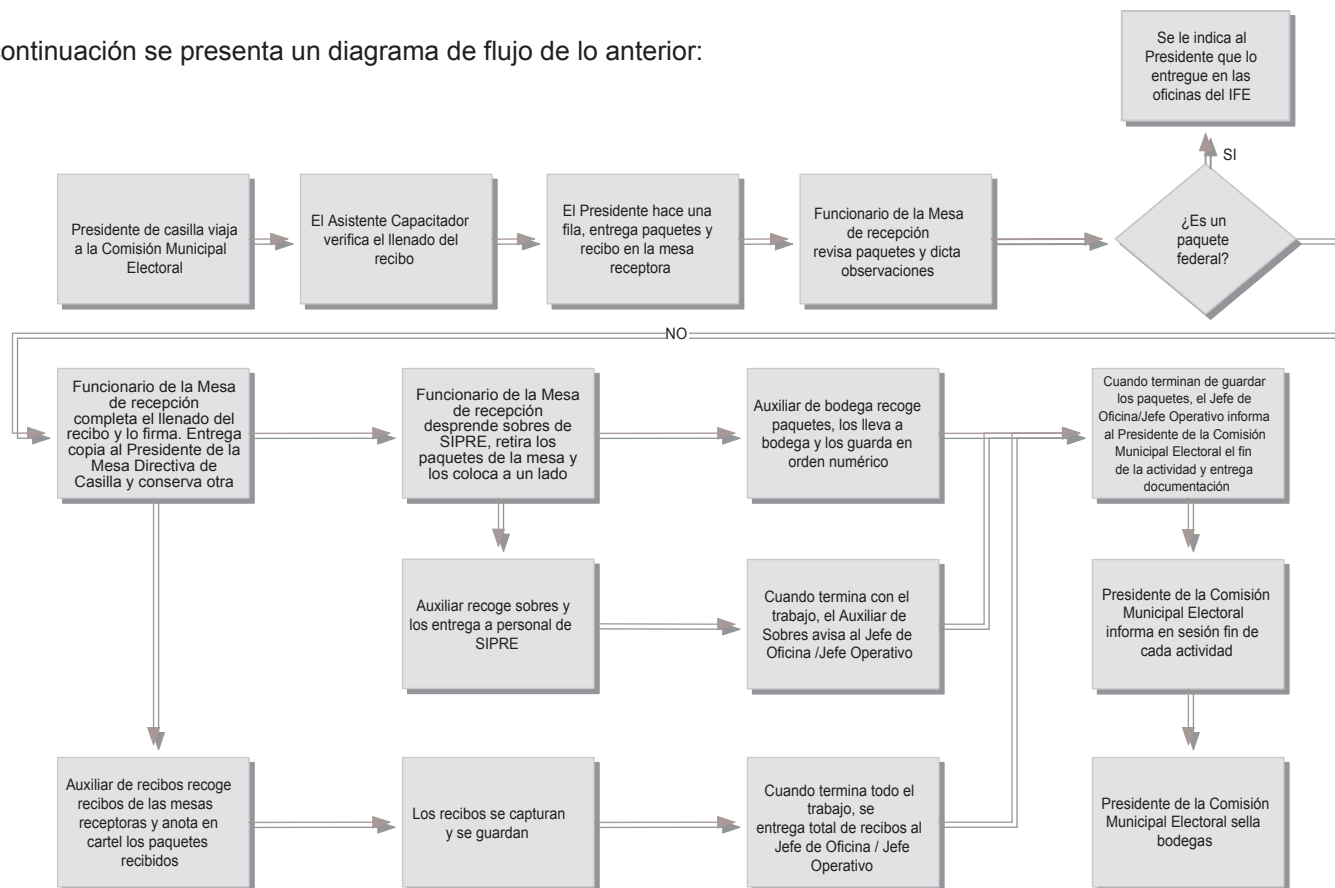 continuación se presenta un diagrama de flujo de lo anterior:
Se le indica al
Presidente que lo
entregue en las
oficinas del IFE
SI
Presidente de casilla viaja
a la Comisión Municipal
Electoral
El Asistente Capacitador
verifica el llenado del
recibo
El Presidente hace una
fila, entrega paquetes y
recibo en la mesa
receptora
Funcionario de la Mesa
de recepción
revisa paquetes y dicta
observaciones
¿Es un
paquete
federal?
NO
Funcionario de la Mesa
de recepción
completa el llenado del
recibo y lo firma. Entrega
copia al Presidente de la
Mesa Directiva de
Casilla y conserva otra
Funcionario de la Mesa
de recepción
desprende sobres de
SIPRE, retira los
paquetes de la mesa y
los coloca a un lado
Auxiliar de bodega recoge
paquetes, los lleva a
bodega y los guarda en
orden numérico
Cuando terminan de guardar
los paquetes, el Jefe de
Oficina/Jefe Operativo informa
al Presidente de la Comisión
Municipal Electoral el fin
de la actividad y entrega
documentación
Auxiliar recoge sobres y
los entrega a personal de
SIPRE
Cuando termina con el
trabajo, el Auxiliar de
Sobres avisa al Jefe de
Oficina /Jefe Operativo
Presidente de la Comisión
Municipal Electoral
informa en sesión fin de
cada actividad
Auxiliar de recibos recoge
recibos de las mesas
receptoras y anota en
cartel los paquetes
recibidos
Los recibos se capturan
y se guardan
Cuando termina todo el
trabajo, se
entrega total de recibos al
Jefe de Oficina / Jefe
Operativo
Presidente de la Comisión
Municipal Electoral sella
bodegas